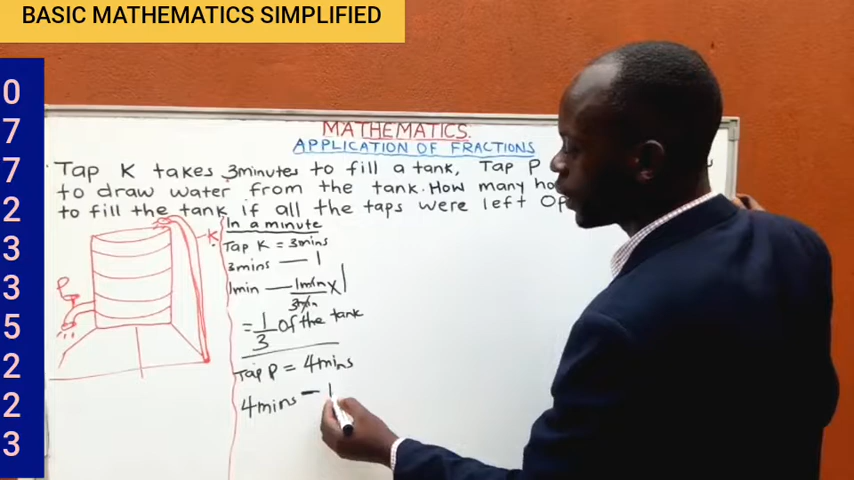 BASIC MATHEMATICS SIMPLIFIED
0
7
7
2
3
3
5
2
2
3
MATHEMATICS.
APPLICATION OF FRACTIONS
Tap K takes 3minutes to fill a tank, Tap P
to draw water from the tank. How many
to fill the tank if all the taps were left
K
P
In a minute
Tap K = 3mins
3mins — 1
1min — 1min/3min x 1
= 1/3 of the tank
Tap P = 4mins
4mins — 1